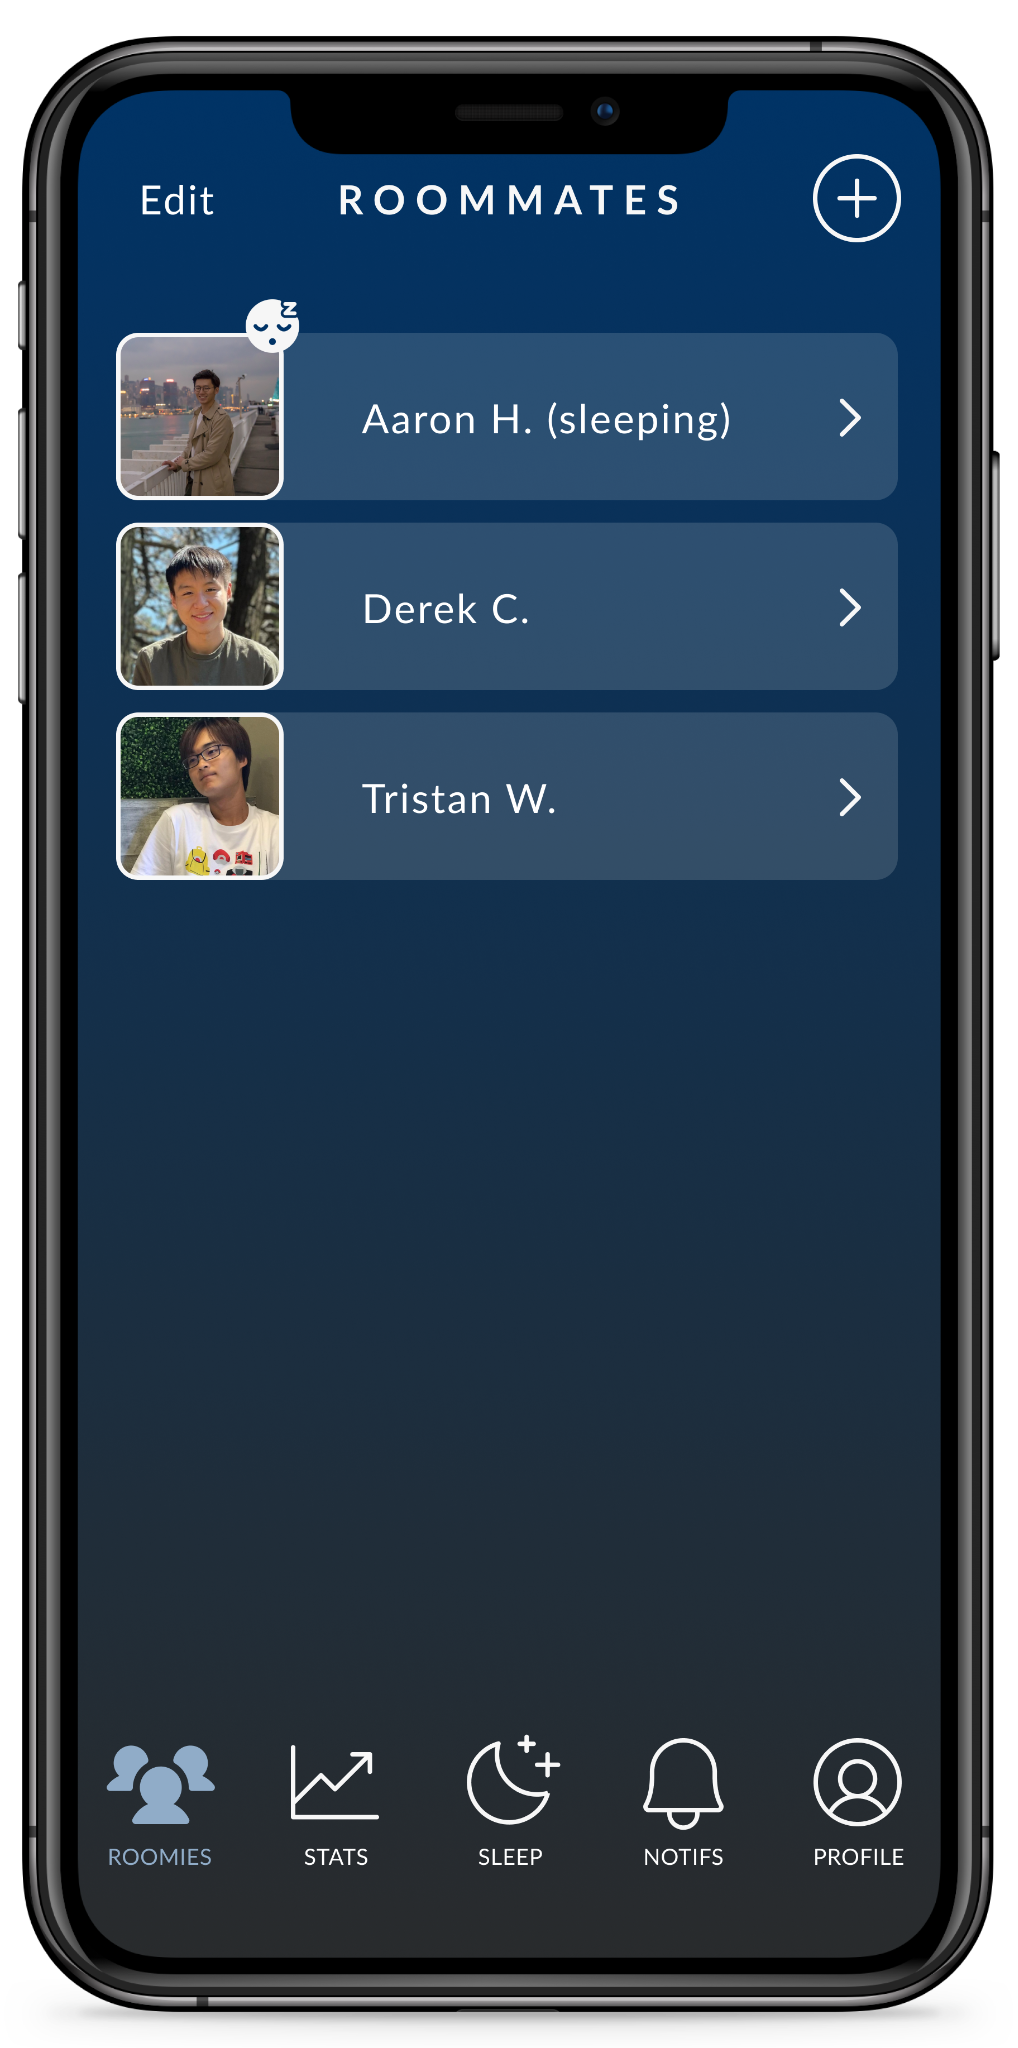 Edit
ROOMMATES
Aaron H. (sleeping)
Derek C.
Tristan W.
ROOMIES
STATS
SLEEP
NOTIFS
PROFILE